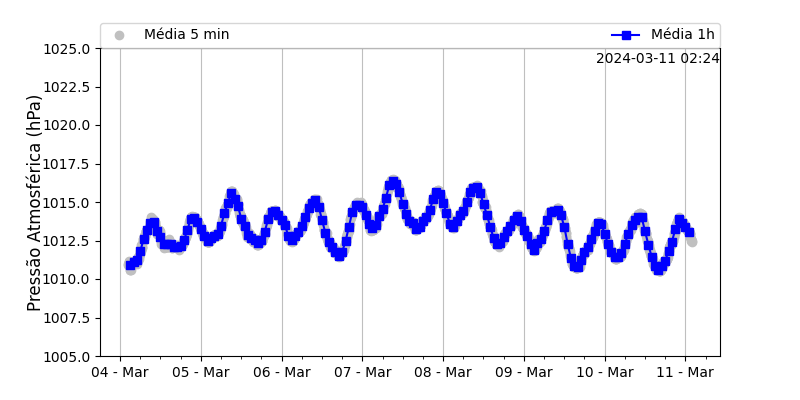 Média 5 min
Média 1h
2024-03-11 02:24
Pressão Atmosférica (hPa)
1025.0
1022.5
1020.0
1017.5
1015.0
1012.5
1010.0
1007.5
1005.0
04 - Mar
05 - Mar
06 - Mar
07 - Mar
08 - Mar
09 - Mar
10 - Mar
11 - Mar